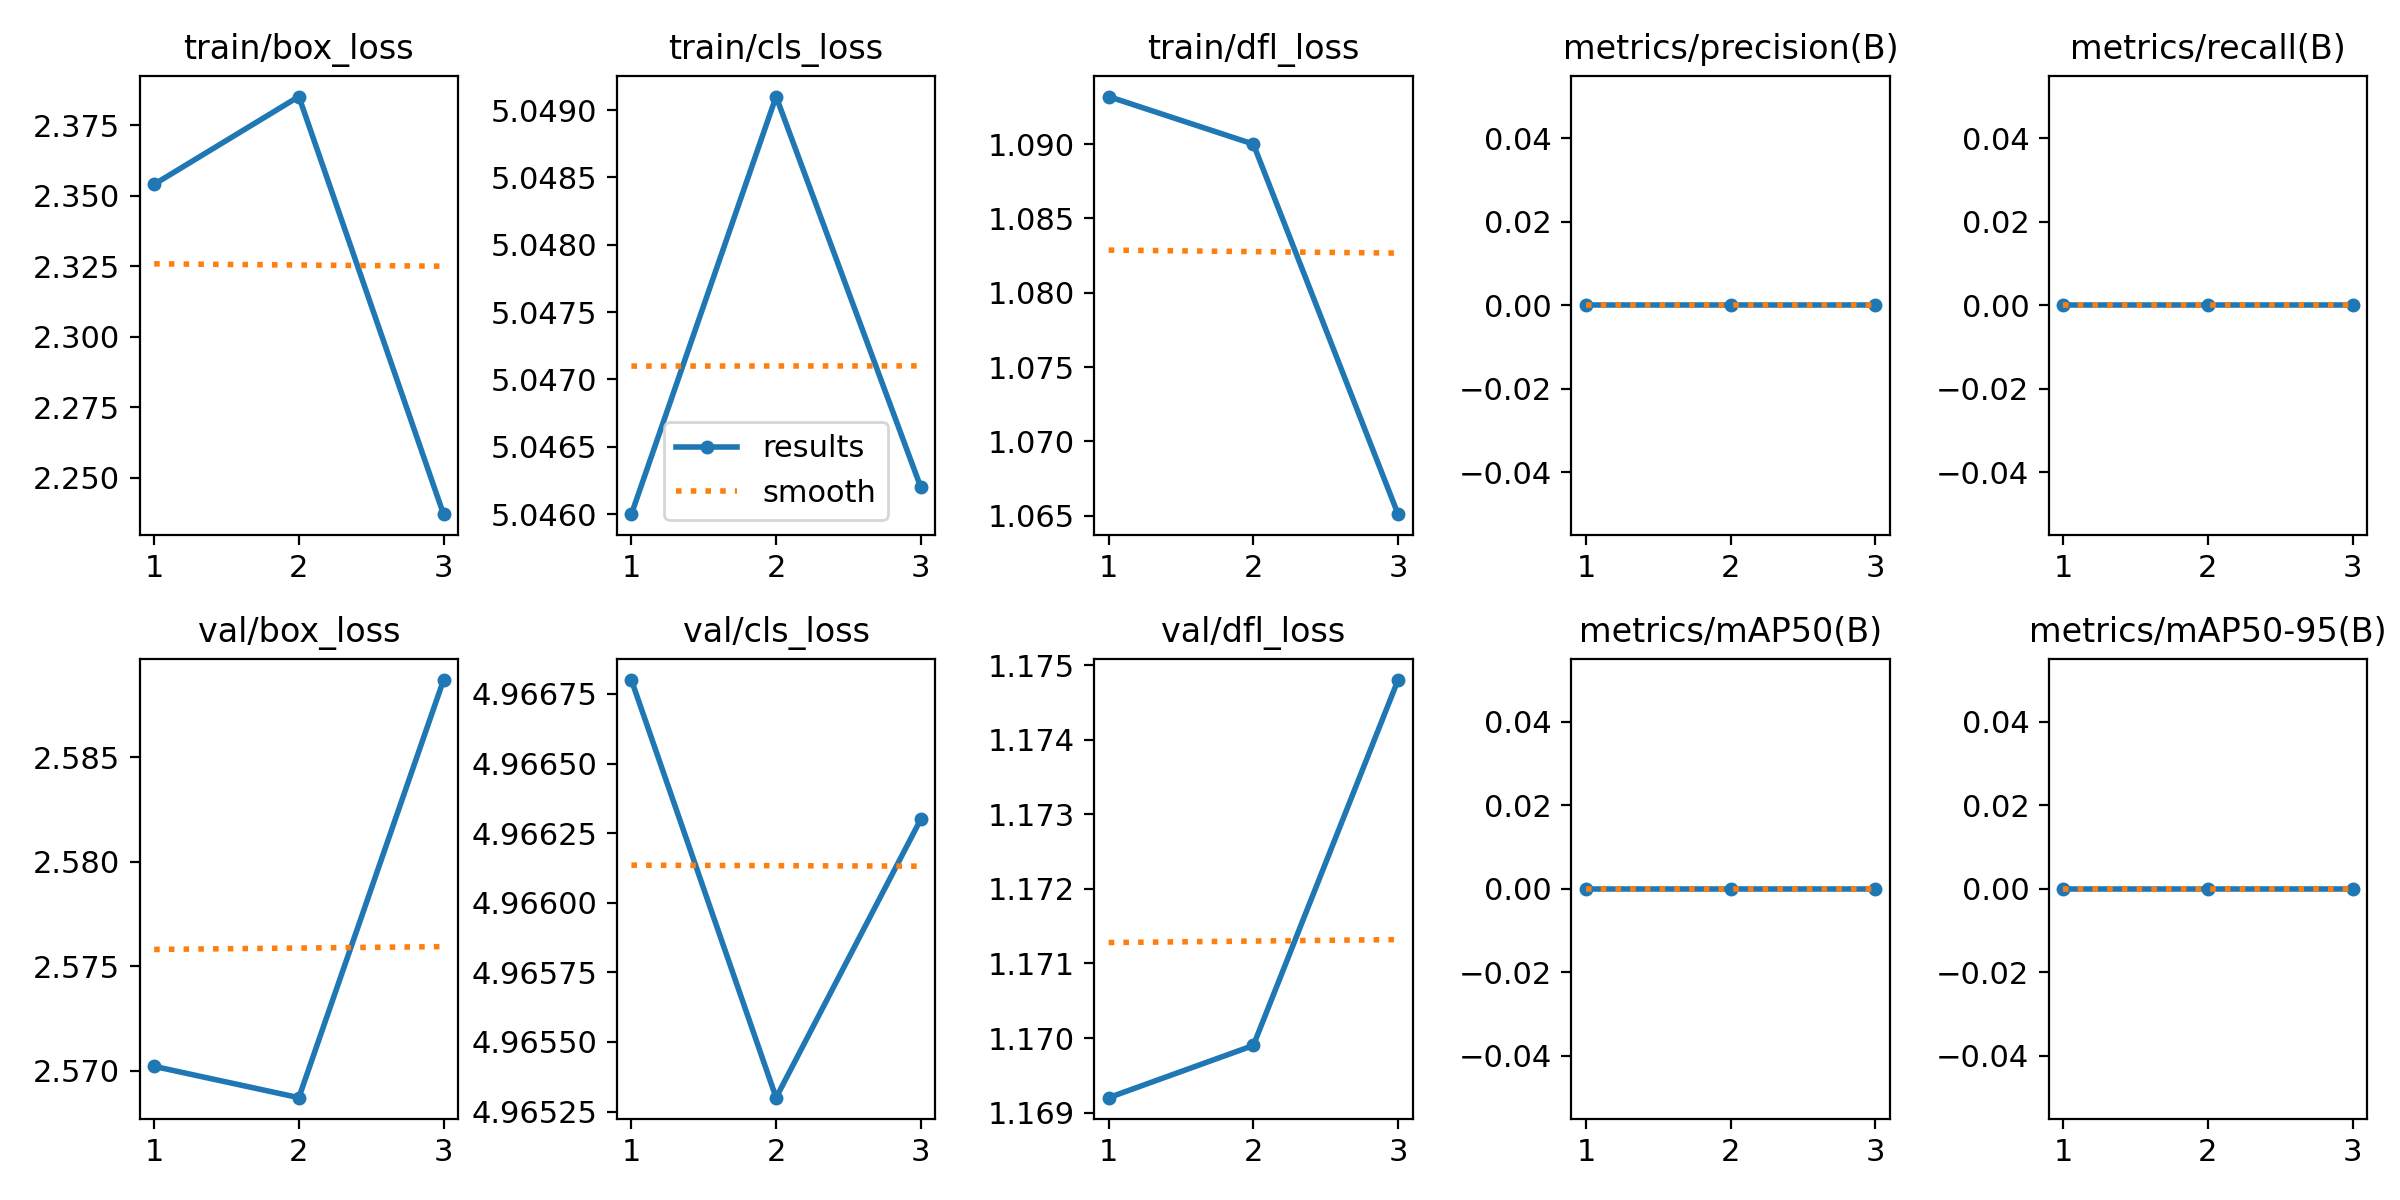 train/box_loss
2.375
2.350
2.325
2.300
2.275
2.250
1 2 3
train/cls_loss
5.0490
5.0485
5.0480
5.0475
5.0470
5.0465
5.0460
results
smooth
1 2 3
train/dfl_loss
1.090
1.085
1.080
1.075
1.070
1.065
1 2 3
metrics/precision(B)
0.04
0.02
0.00
−0.02
−0.04
1 2 3
metrics/recall(B)
0.04
0.02
0.00
−0.02
−0.04
1 2 3
val/box_loss
2.585
2.580
2.575
2.570
1 2 3
val/cls_loss
4.96675
4.96650
4.96625
4.96600
4.96575
4.96550
4.96525
1 2 3
val/dfl_loss
1.175
1.174
1.173
1.172
1.171
1.170
1.169
1 2 3
metrics/mAP50(B)
0.04
0.02
0.00
−0.02
−0.04
1 2 3
metrics/mAP50-95(B)
0.04
0.02
0.00
−0.02
−0.04
1 2 3